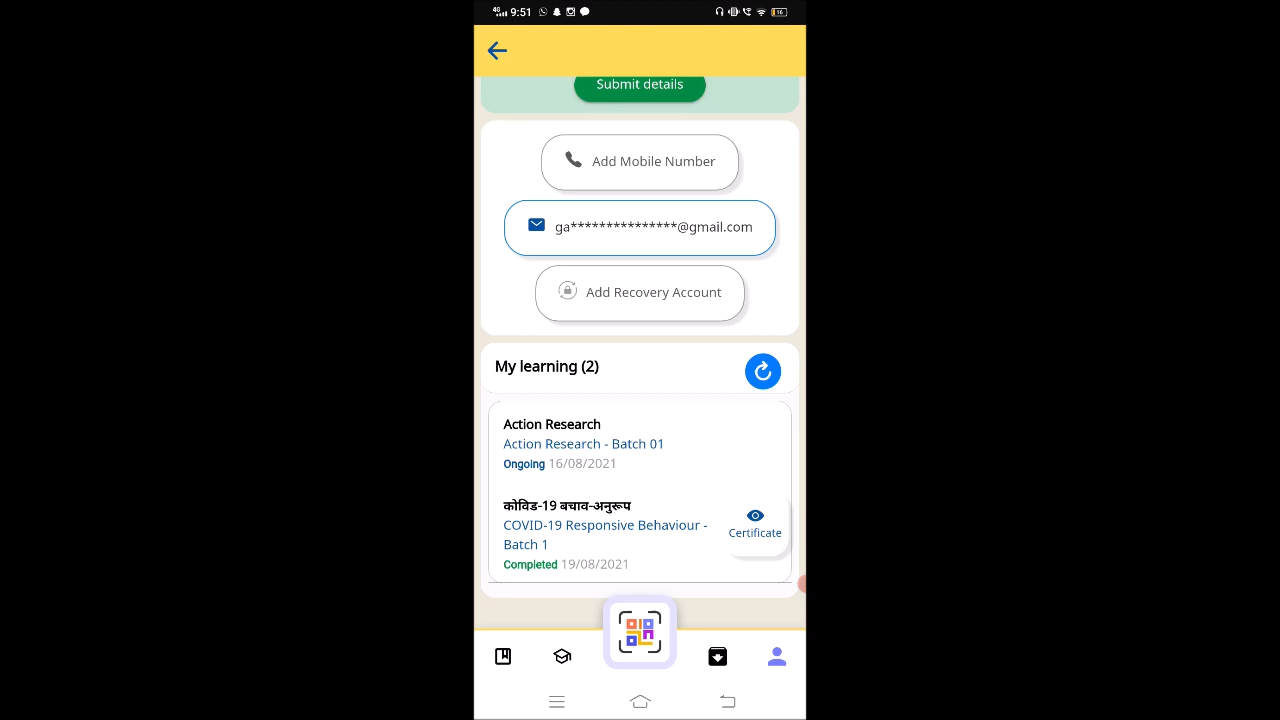 4G 9:51 16
Submit details
Add Mobile Number
ga***************@gmail.com
Add Recovery Account
My learning (2)
Action Research
Action Research - Batch 01
Ongoing 16/08/2021
कोविड-19 बचाव-अनुरूप
COVID-19 Responsive Behaviour -
Batch 1
Certificate
Completed 19/08/2021